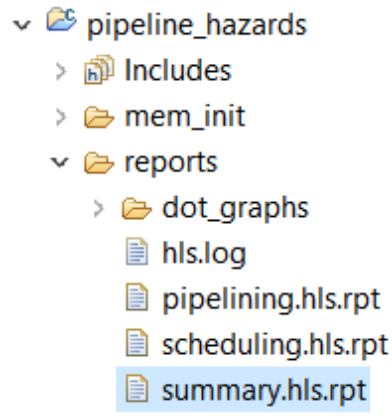 pipeline_hazards
Includes
mem_init
reports
dot_graphs
hls.log
pipelining.hls.rpt
scheduling.hls.rpt
summary.hls.rpt